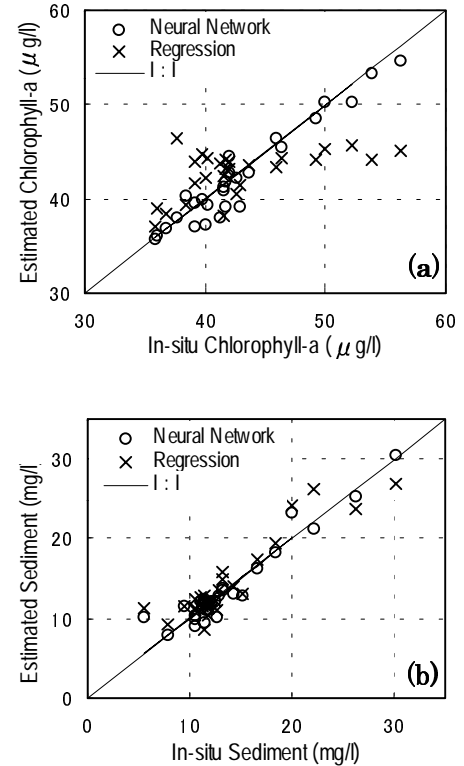 60
50
40
30
Estimated Chlorophyll-a (μg/l)
Neural Network
Regression
1 : 1
(a)
30 40 50 60
In-situ Chlorophyll-a (μg/l)
30
20
10
0
Estimated Sediment (mg/l
Neural Network
Regression
1 : 1
(b)
0 10 20 30
In-situ Sediment (mg/l)